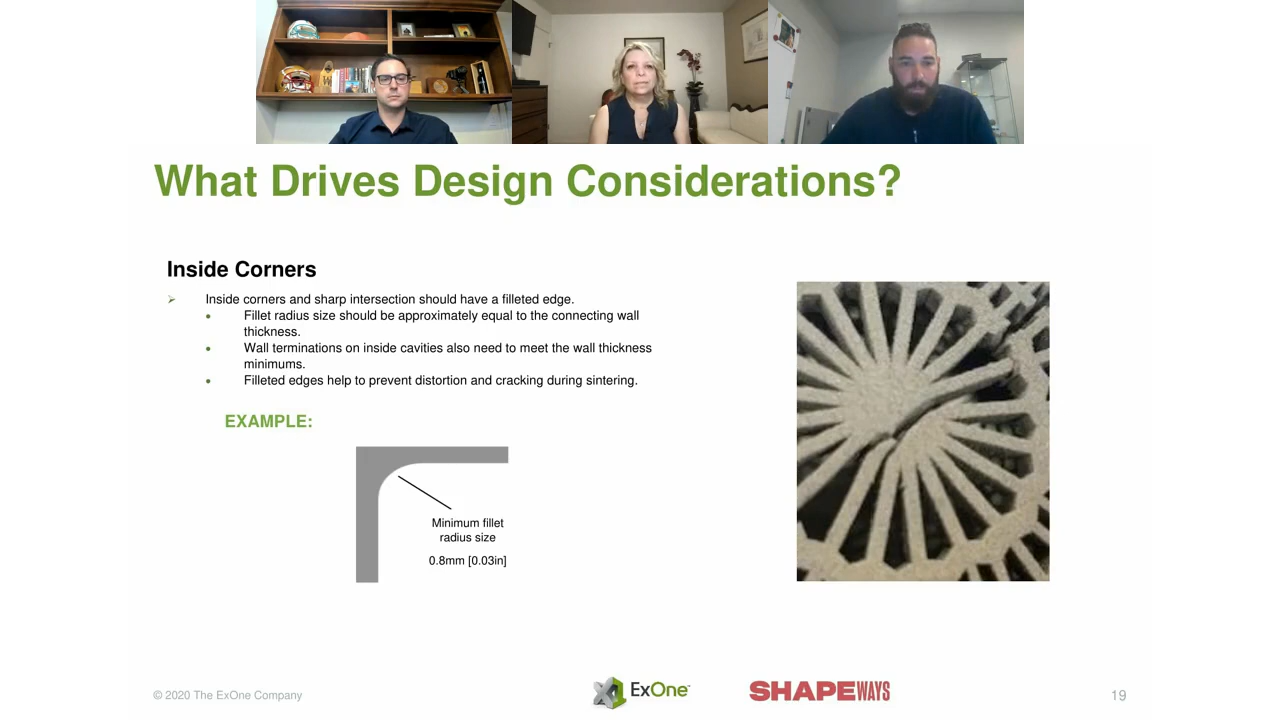 What Drives Design Considerations?
Inside Corners
Inside corners and sharp intersection should have a filleted edge.
Fillet radius size should be approximately equal to the connecting wall
thickness.
Wall terminations on inside cavities also need to meet the wall thickness
minimums.
Filleted edges help to prevent distortion and cracking during sintering.
EXAMPLE:
Minimum fillet
radius size
0.8mm [0.03in]
© 2020 The ExOne Company
ExOne™
SHAPEWAYS
19